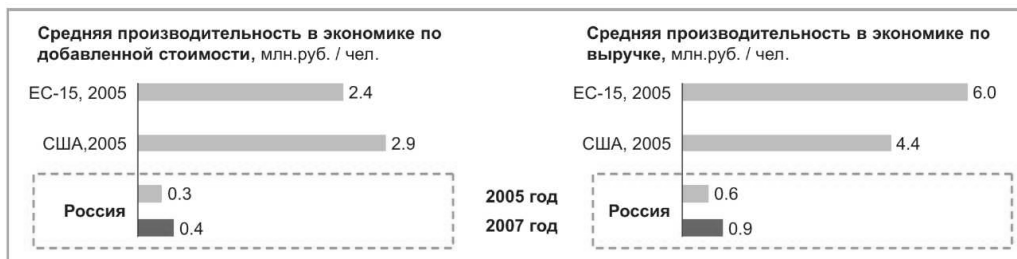 Средняя производительность в экономике по
добавленной стоимости, млн.руб. / чел.
ЕС-15, 2005
2.4
США,2005
2.9
Россия
0.3
0.4
2005 год
2007 год
Средняя производительность в экономике по
выручке, млн.руб. / чел.
ЕС-15, 2005
6.0
США, 2005
4.4
Россия
0.6
0.9